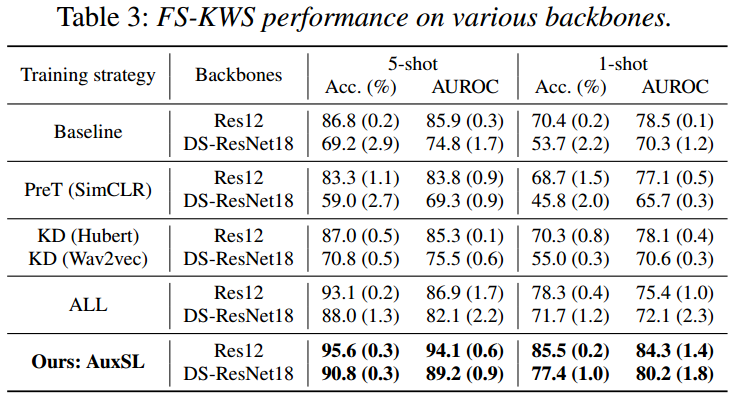 Table 3: FS-KWS performance on various backbones.
Training strategy Backbones 5-shot 1-shot
Acc. (%) AUROC Acc. (%) AUROC
Baseline Res12 86.8 (0.2) 85.9 (0.3) 70.4 (0.2) 78.5 (0.1)
DS-ResNet18 69.2 (2.9) 74.8 (1.7) 53.7 (2.2) 70.3 (1.2)
PreT (SimCLR) Res12 83.3 (1.1) 83.8 (0.9) 68.7 (1.5) 77.1 (0.5)
DS-ResNet18 59.0 (2.7) 69.3 (0.9) 45.8 (2.0) 65.7 (0.3)
KD (Hubert) Res12 87.0 (0.5) 85.3 (0.1) 70.3 (0.8) 78.1 (0.4)
KD (Wav2vec) DS-ResNet18 70.8 (0.5) 75.5 (0.6) 55.0 (0.3) 70.6 (0.3)
ALL Res12 93.1 (0.2) 86.9 (1.7) 78.3 (0.4) 75.4 (1.0)
DS-ResNet18 88.0 (1.3) 82.1 (2.2) 71.7 (1.2) 72.1 (2.3)
Ours: AuxSL Res12 95.6 (0.3) 94.1 (0.6) 85.5 (0.2) 84.3 (1.4)
DS-ResNet18 90.8 (0.3) 89.2 (0.9) 77.4 (1.0) 80.2 (1.8)